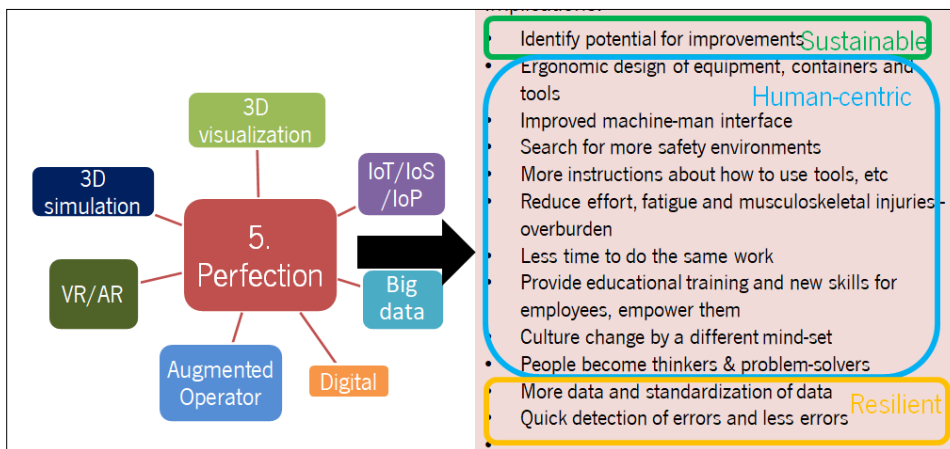 3D
visualization
3D
simulation
IoT/IoS
/IoP
5.
Perfection
VR/AR
Big
data
Augmented
Operator
Digital
implications:
• Identify potential for improvements Sustainable
• Ergonomic design of equipment, containers and
tools
Human-centric
• Improved machine-man interface
• Search for more safety environments
• More instructions about how to use tools, etc
• Reduce effort, fatigue and musculoskeletal injuries -
overburden
• Less time to do the same work
• Provide educational training and new skills for
employees, empower them
• Culture change by a different mind-set
• People become thinkers & problem-solvers
• More data and standardization of data
Resilient
• Quick detection of errors and less errors
•